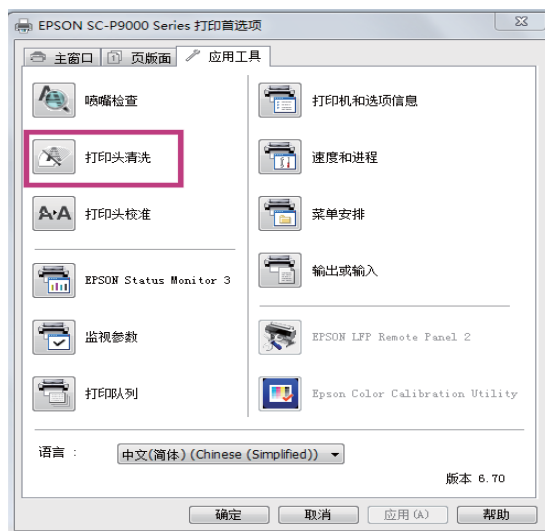 EPSON SC-P9000 Series 打印首选项
主窗口 页版面 应用工具
喷嘴检查
打印头清洗
A A 打印头校准
EPSON Status Monitor 3
监视参数
打印队列
打印机和选项信息
速度和进程
菜单安排
输出或输入
EPSON LFP Remote Panel 2
Epson Color Calibration Utility
语言 : 中文(简体) (Chinese (Simplified))
版本 6.70
确定 取消 应用(A) 帮助